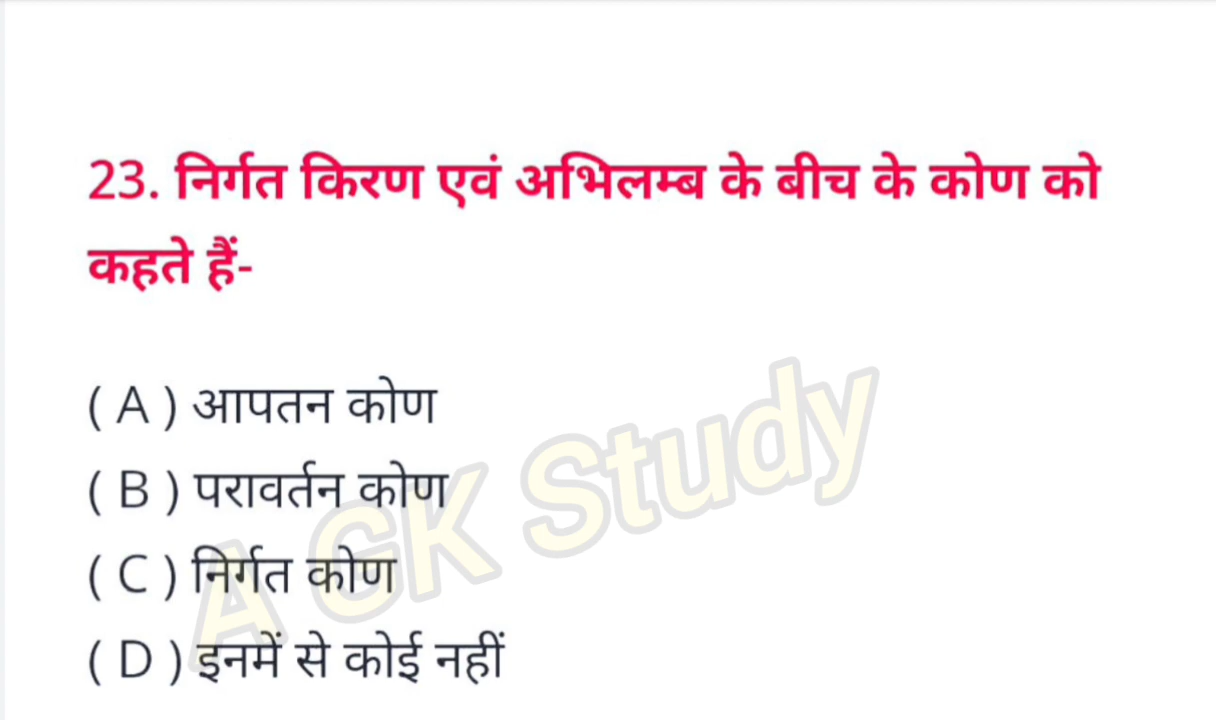 23. निर्गत किरण एवं अभिलम्ब के बीच के कोण को
कहते हैं-
( A ) आपतन कोण
( B ) परावर्तन कोण
( C ) निर्गत कोण
( D ) इनमें से कोई नहीं
A GK Study